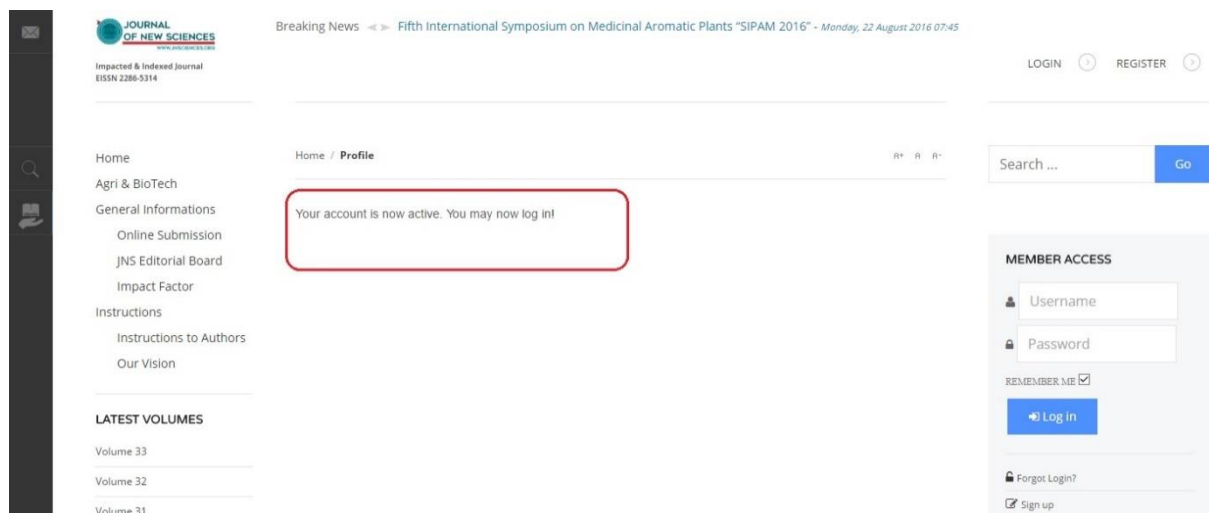 JOURNAL
OF NEW SCIENCES
WWW.JNSCIENCES.ORG
Impacted & Indexed Journal
EISSN 2286-5314
Breaking News
Fifth International Symposium on Medicinal Aromatic Plants “SIPAM 2016” - Monday, 22 August 2016 07:45
LOGIN
REGISTER
Home
Agri & BioTech
General Informations
Online Submission
JNS Editorial Board
Impact Factor
Instructions
Instructions to Authors
Our Vision
LATEST VOLUMES
Volume 33
Volume 32
Volume 31
Home / Profile
A+ A A-
Your account is now active. You may now log in!
Search ...
Go
MEMBER ACCESS
Username
Password
REMEMBER ME
Log in
Forgot Login?
Sign up